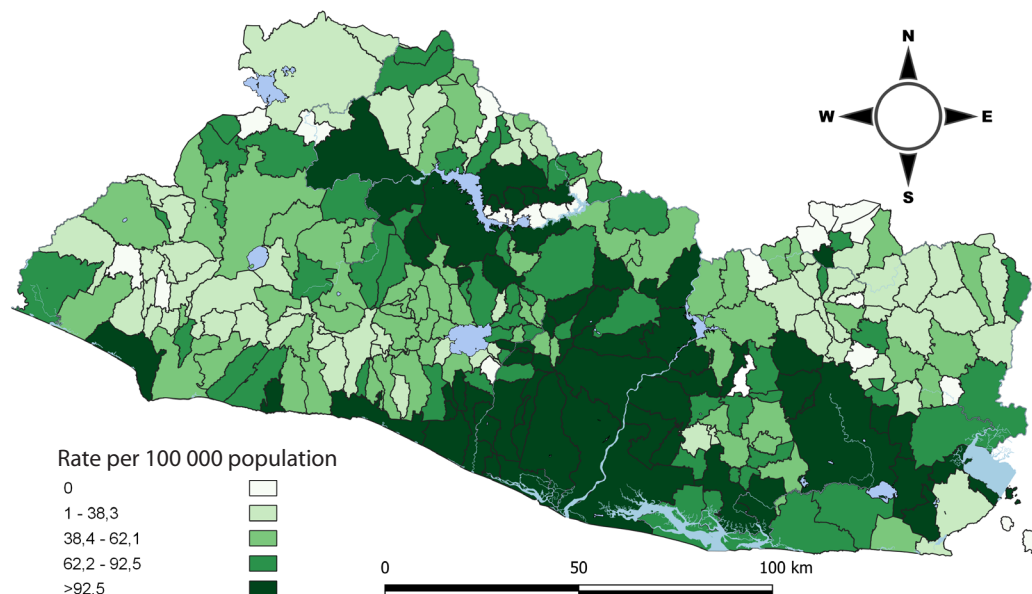 N
W E
S
Rate per 100 000 population
0
1 - 38,3
38,4 - 62,1
62,2 - 92,5
>92,5
0 50 100 km